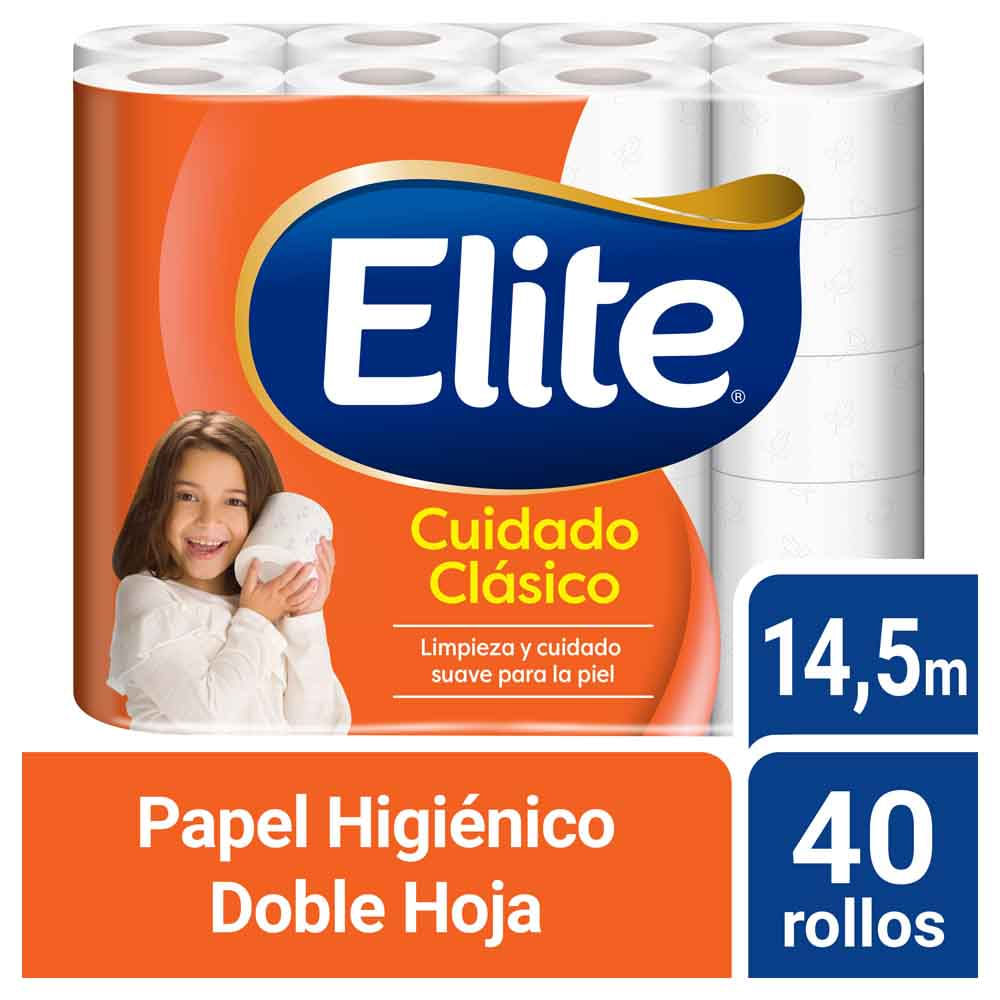 Elite®
Cuidado
Clásico
Limpieza y cuidado
suave para la piel
14,5m
Papel Higiénico
Doble Hoja
40
rollos